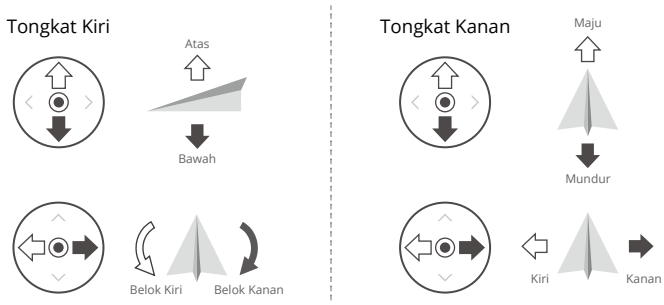 Tongkat Kiri
Atas
Bawah
Belok Kiri
Belok Kanan
Tongkat Kanan
Maju
Mundur
Kiri
Kanan